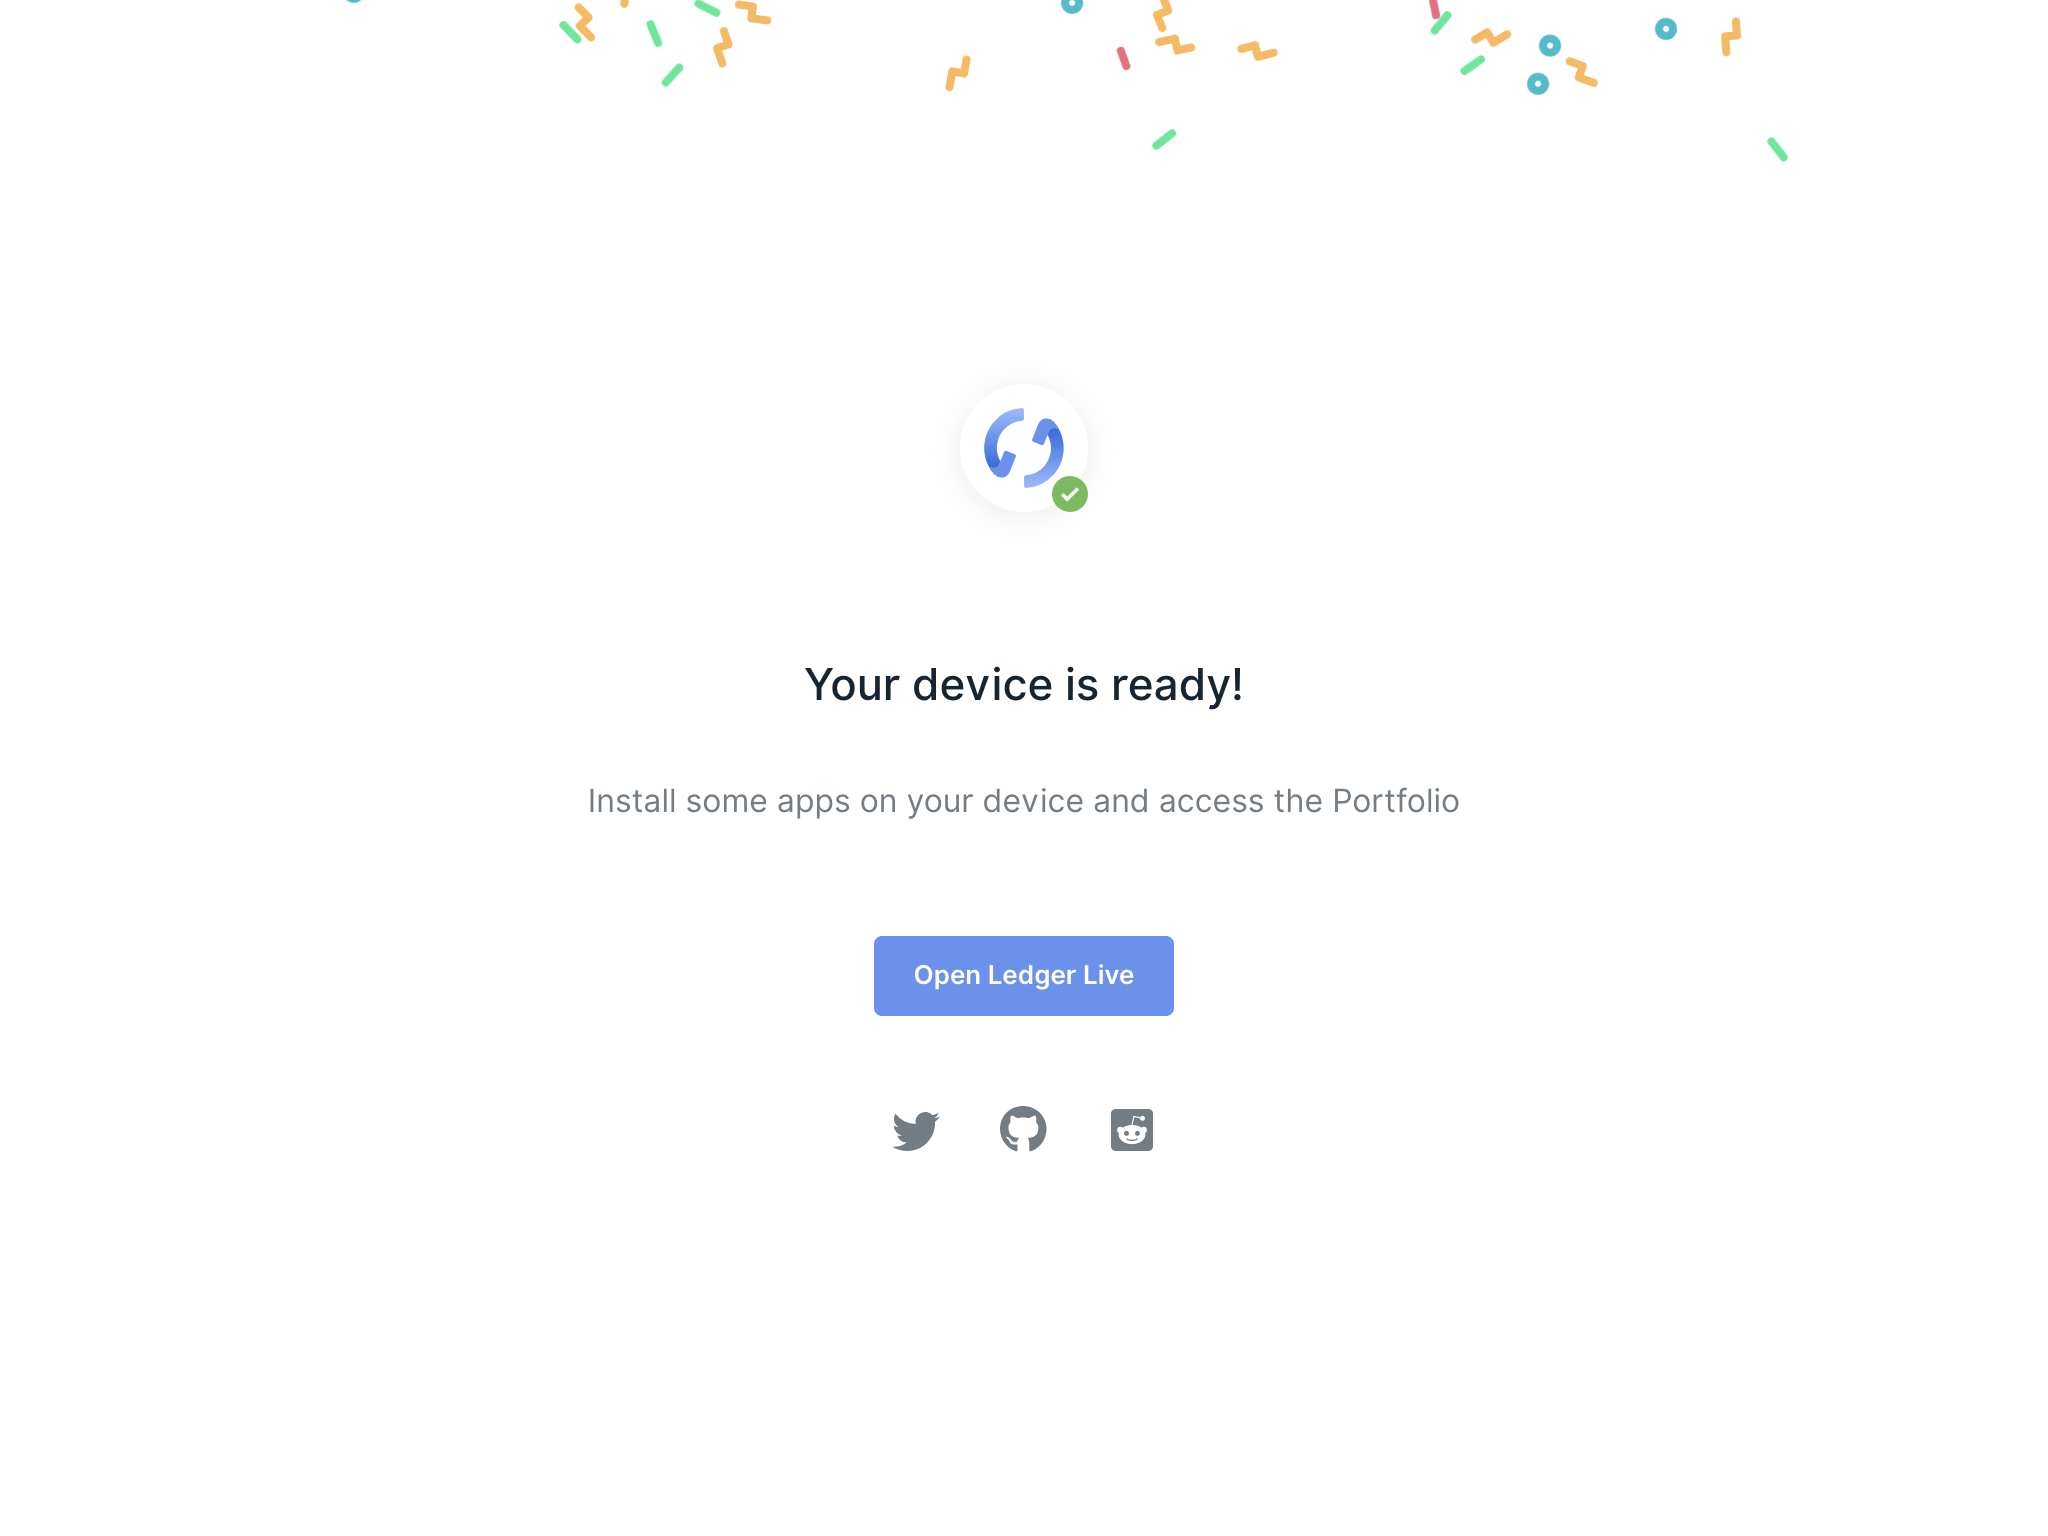 Your device is ready!
Install some apps on your device and access the Portfolio
Open Ledger Live